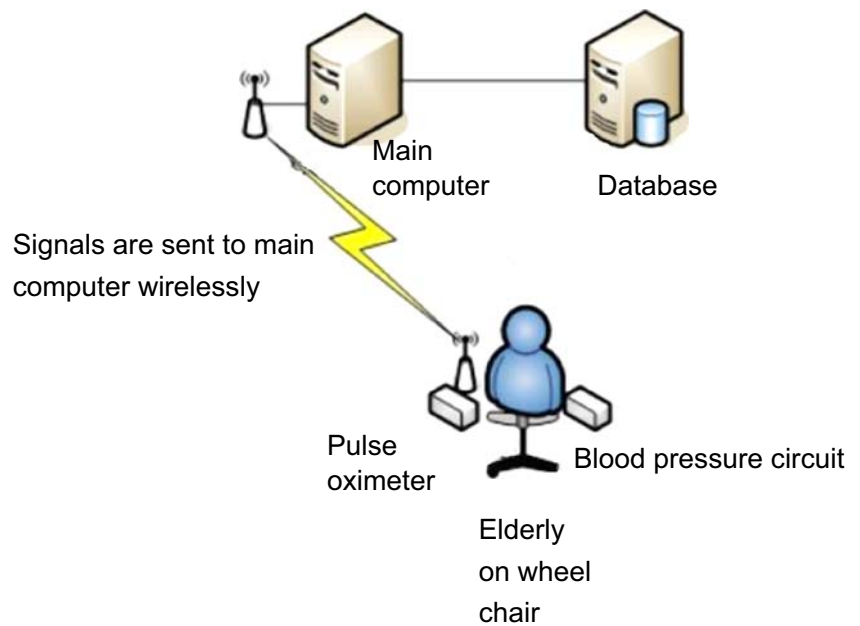 Main
computer
Database
Signals are sent to main
computer wirelessly
Pulse
oximeter
Blood pressure circuit
Elderly
on wheel
chair